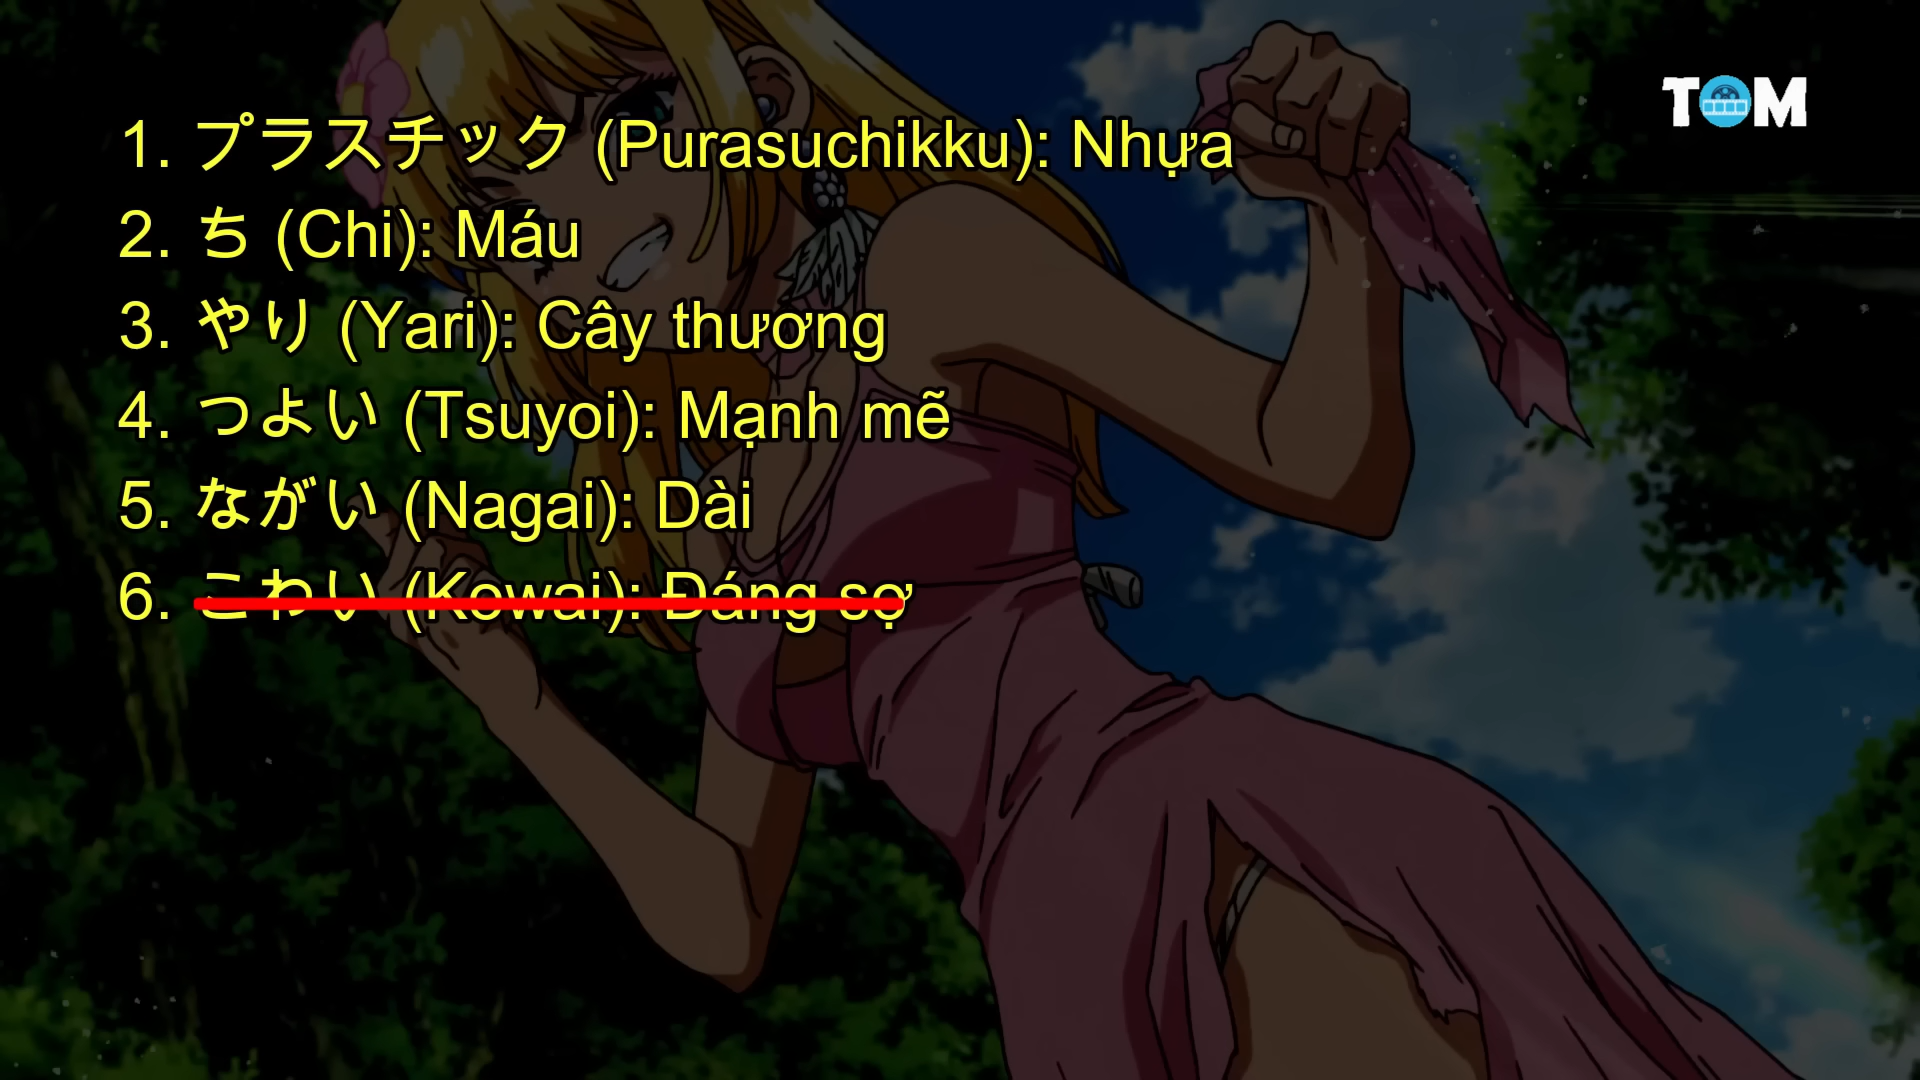 TOM
1. プラスチック (Purasuchikku): Nhựa
2. ち (Chi): Máu
3. やり (Yari): Cây thương
4. つよい (Tsuyoi): Mạnh mẽ
5. ながい (Nagai): Dài
6. こわい (Kowai): Đáng sợ